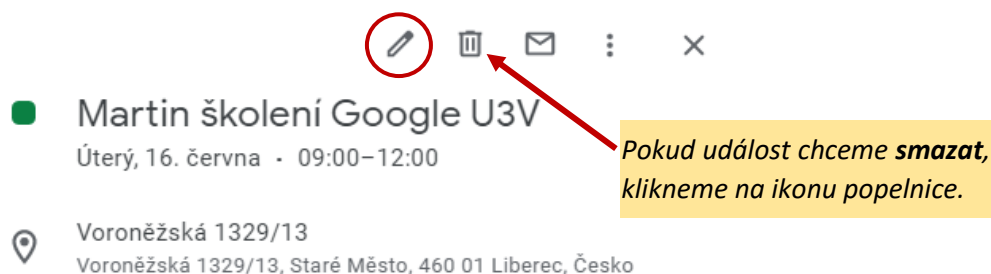 Martin školení Google U3V
Úterý, 16. června · 09:00–12:00
Pokud událost chceme smazat,
klikneme na ikonu popelnice.
Voroněžská 1329/13
Voroněžská 1329/13, Staré Město, 460 01 Liberec, Česko